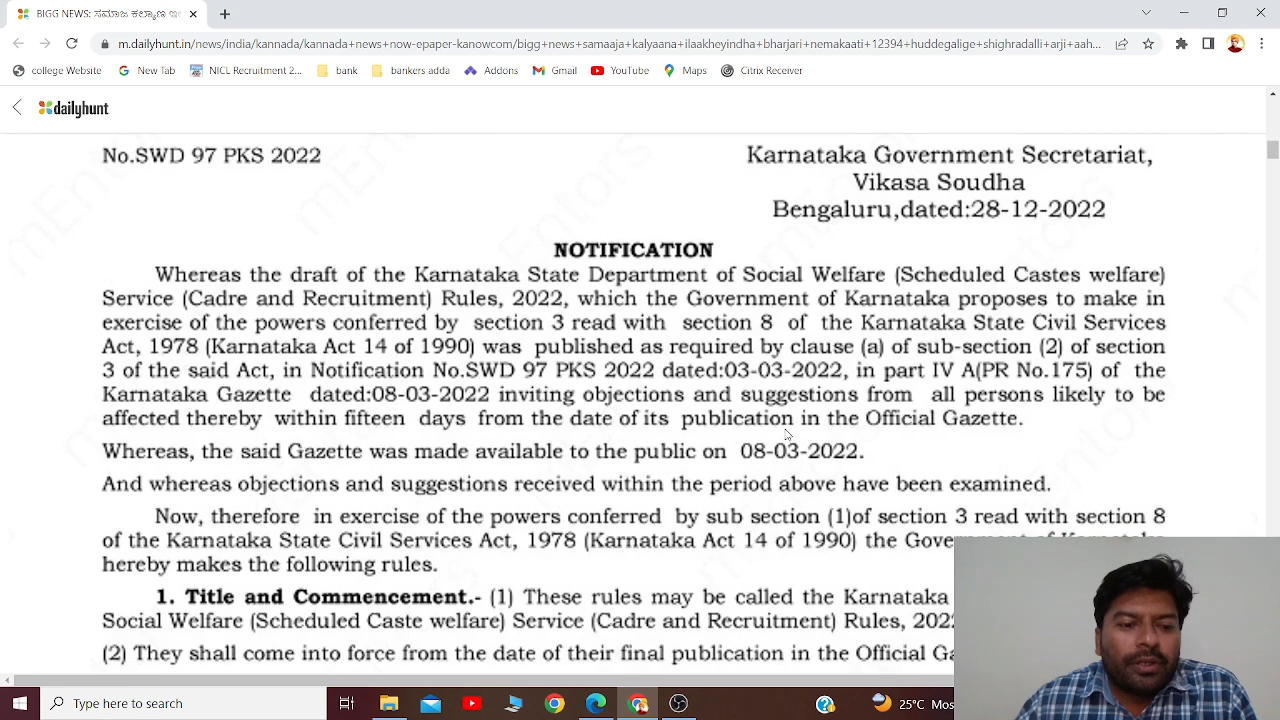 BIGG NEWS: ಸಮಾಜ
m.dailyhunt.in/news/india/kannada/kannada+news+now-epaper-kanenow/bigg+news+samaaja+kalyaana+ilaakheyindha+bharjari+nemakaati+12394+huddegalige+shighradalli+arji+aah...
college Website
New Tab
NICL Recruitment 2...
bank
bankers adda
Addons
Gmail
YouTube
Maps
Citrix Receiver
dailyhunt
No.SWD 97 PKS 2022
Karnataka Government Secretariat,
Vikasa Soudha
Bengaluru,dated:28-12-2022
NOTIFICATION
Whereas the draft of the Karnataka State Department of Social Welfare (Scheduled Castes welfare)
Service (Cadre and Recruitment) Rules, 2022, which the Government of Karnataka proposes to make in
exercise of the powers conferred by section 3 read with section 8 of the Karnataka State Civil Services
Act, 1978 (Karnataka Act 14 of 1990) was published as required by clause (a) of sub-section (2) of section
3 of the said Act, in Notification No.SWD 97 PKS 2022 dated:03-03-2022, in part IV A(PR No.175) of the
Karnataka Gazette dated:08-03-2022 inviting objections and suggestions from all persons likely to be
affected thereby within fifteen days from the date of its publication in the Official Gazette.
Whereas, the said Gazette was made available to the public on 08-03-2022.
And whereas objections and suggestions received within the period above have been examined.
Now, therefore in exercise of the powers conferred by sub section (1)of section 3 read with section 8
of the Karnataka State Civil Services Act, 1978 (Karnataka Act 14 of 1990) the Government of Karnataka
hereby makes the following rules.
1. Title and Commencement.- (1) These rules may be called the Karnataka
Social Welfare (Scheduled Caste welfare) Service (Cadre and Recruitment) Rules, 2022
(2) They shall come into force from the date of their final publication in the Official Ga
Type here to search
25°C Mos
mEntors